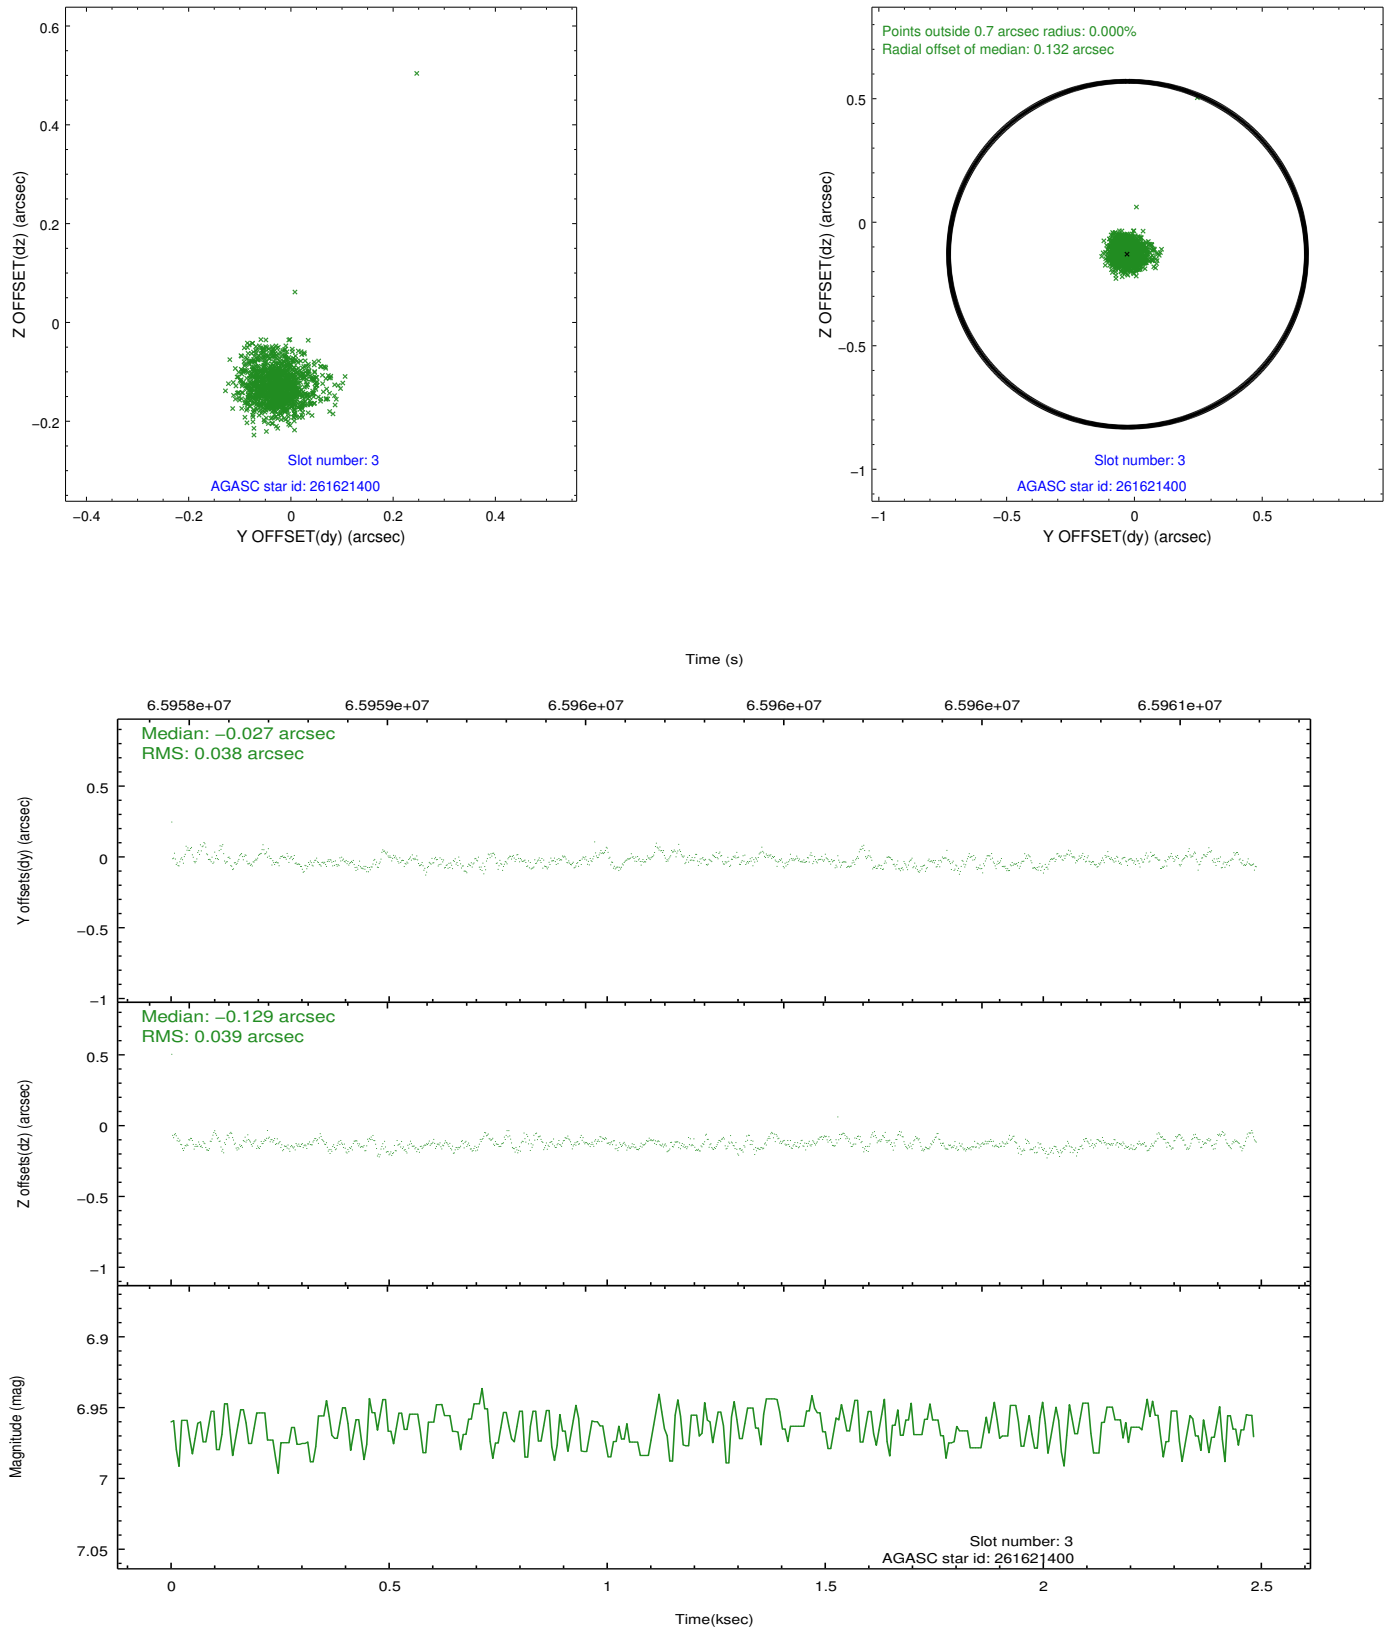 0.6
0.4
0.2
0
−0.2
Z OFFSET(dz) (arcsec)
Slot number: 3
AGASC star id: 261621400
−0.4 −0.2 0 0.2 0.4
Y OFFSET(dy) (arcsec)
Points outside 0.7 arcsec radius: 0.000%
Radial offset of median: 0.132 arcsec
0.5
0
−0.5
−1
Z OFFSET(dz) (arcsec)
Slot number: 3
AGASC star id: 261621400
−1 −0.5 0 0.5
Y OFFSET(dy) (arcsec)
Time (s)
6.5958e+07 6.5959e+07 6.596e+07 6.596e+07 6.596e+07 6.5961e+07
Median: −0.027 arcsec
RMS: 0.038 arcsec
0.5
0
−0.5
−1
Y offsets(dy) (arcsec)
Median: −0.129 arcsec
RMS: 0.039 arcsec
0.5
0
−0.5
−1
Z offsets(dz) (arcsec)
6.9
6.95
7
7.05
Magnitude (mag)
Slot number: 3
AGASC star id: 261621400
0 0.5 1 1.5 2 2.5
Time(ksec)